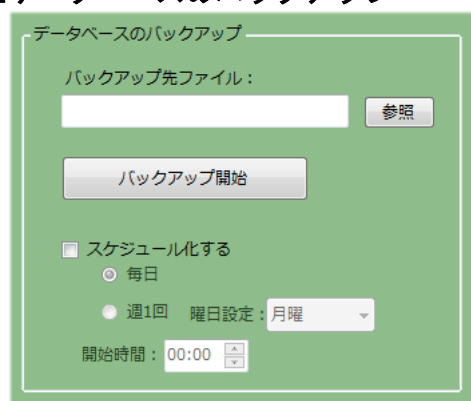 データベースのバックアップ
バックアップ先ファイル：
参照
バックアップ開始
スケジュール化する
毎日
週1回 曜日設定：月曜
開始時間：00:00